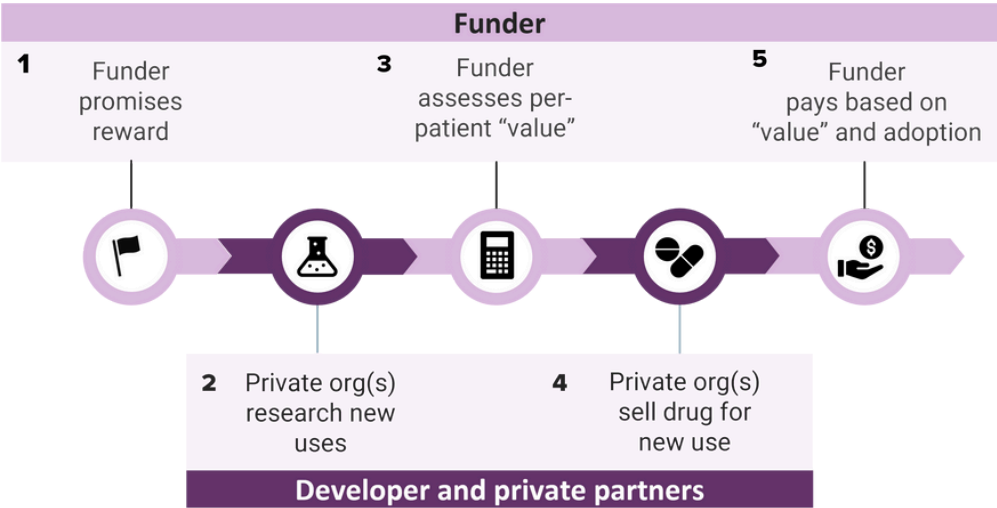 Funder
1
Funder
promises
reward
3
Funder
assesses per-
patient “value”
5
Funder
pays based on
“value” and adoption
$
2
Private org(s)
research new
uses
4
Private org(s)
sell drug for
new use
Developer and private partners